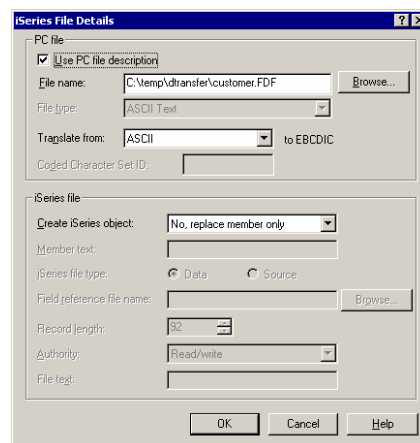 iSeries File Details
PC file
Use PC file description
File name: C:\temp\dtransfer\customer.FDF Browse...
File type: ASCII Text
Translate from: ASCII to EBCDIC
Coded Character Set ID:
iSeries file
Create iSeries object: No, replace member only
Member text:
iSeries file type: Data Source
Field reference file name: Browse...
Record length: 92
Authority: Read/write
File text:
OK Cancel Help